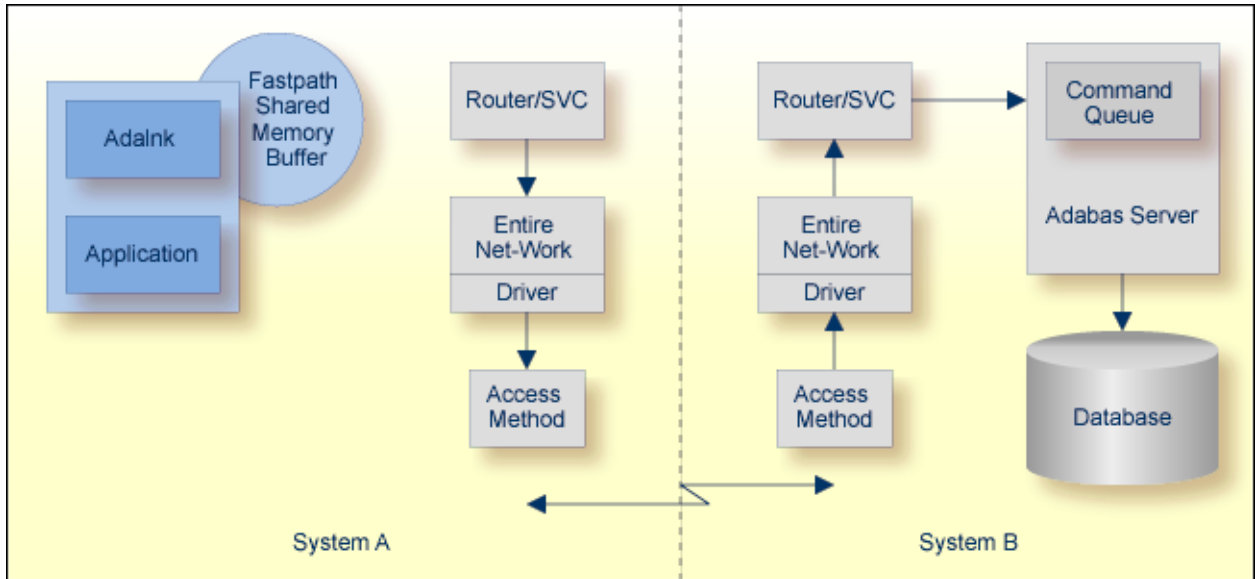 Fastpath
Shared
Memory
Buffer
Adalnk
Application
Router/SVC
Entire
Net-Work
Driver
Access
Method
System A
Router/SVC
Entire
Net-Work
Driver
Access
Method
Command
Queue
Adabas Server
Database
System B